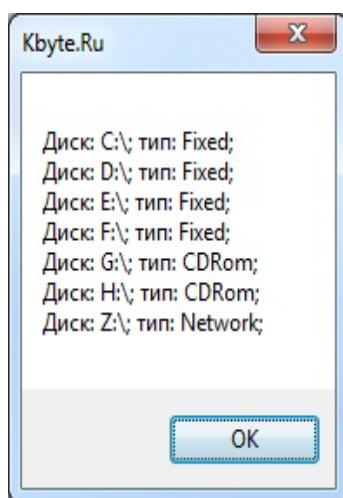 Kbyte.Ru
Диск: C:\; тип: Fixed;
Диск: D:\; тип: Fixed;
Диск: E:\; тип: Fixed;
Диск: F:\; тип: Fixed;
Диск: G:\; тип: CDRom;
Диск: H:\; тип: CDRom;
Диск: Z:\; тип: Network;
OK